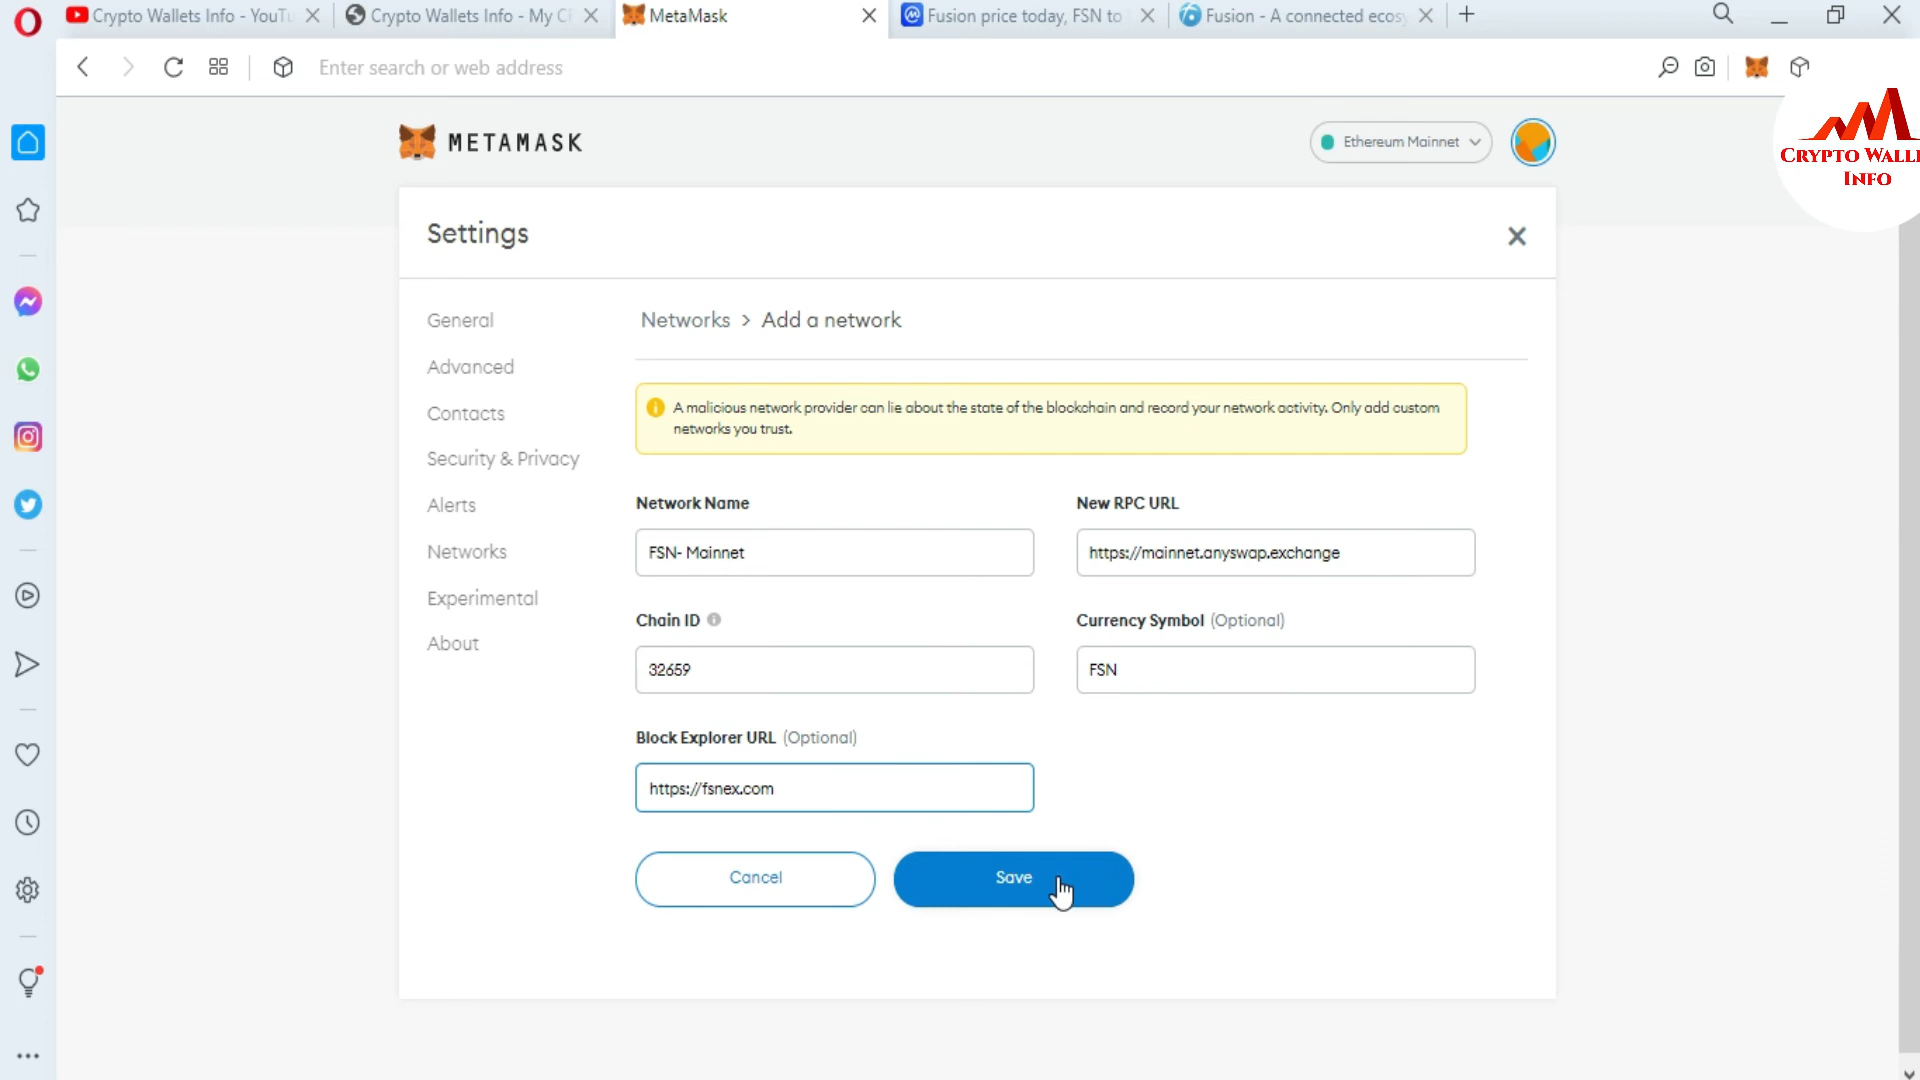 Crypto Wallets Info - YouTu
Crypto Wallets Info - My C
MetaMask
Fusion price today, FSN to
Fusion - A connected ecosy
Enter search or web address
METAMASK
Ethereum Mainnet
CRYPTO WALLE
INFO
Settings
General
Advanced
Contacts
Security & Privacy
Alerts
Networks
Experimental
About
Networks > Add a network
A malicious network provider can lie about the state of the blockchain and record your network activity. Only add custom
networks you trust.
Network Name
FSN- Mainnet
New RPC URL
https://mainnet.anyswap.exchange
Chain ID
32659
Currency Symbol (Optional)
FSN
Block Explorer URL (Optional)
https://fsnex.com
Cancel
Save